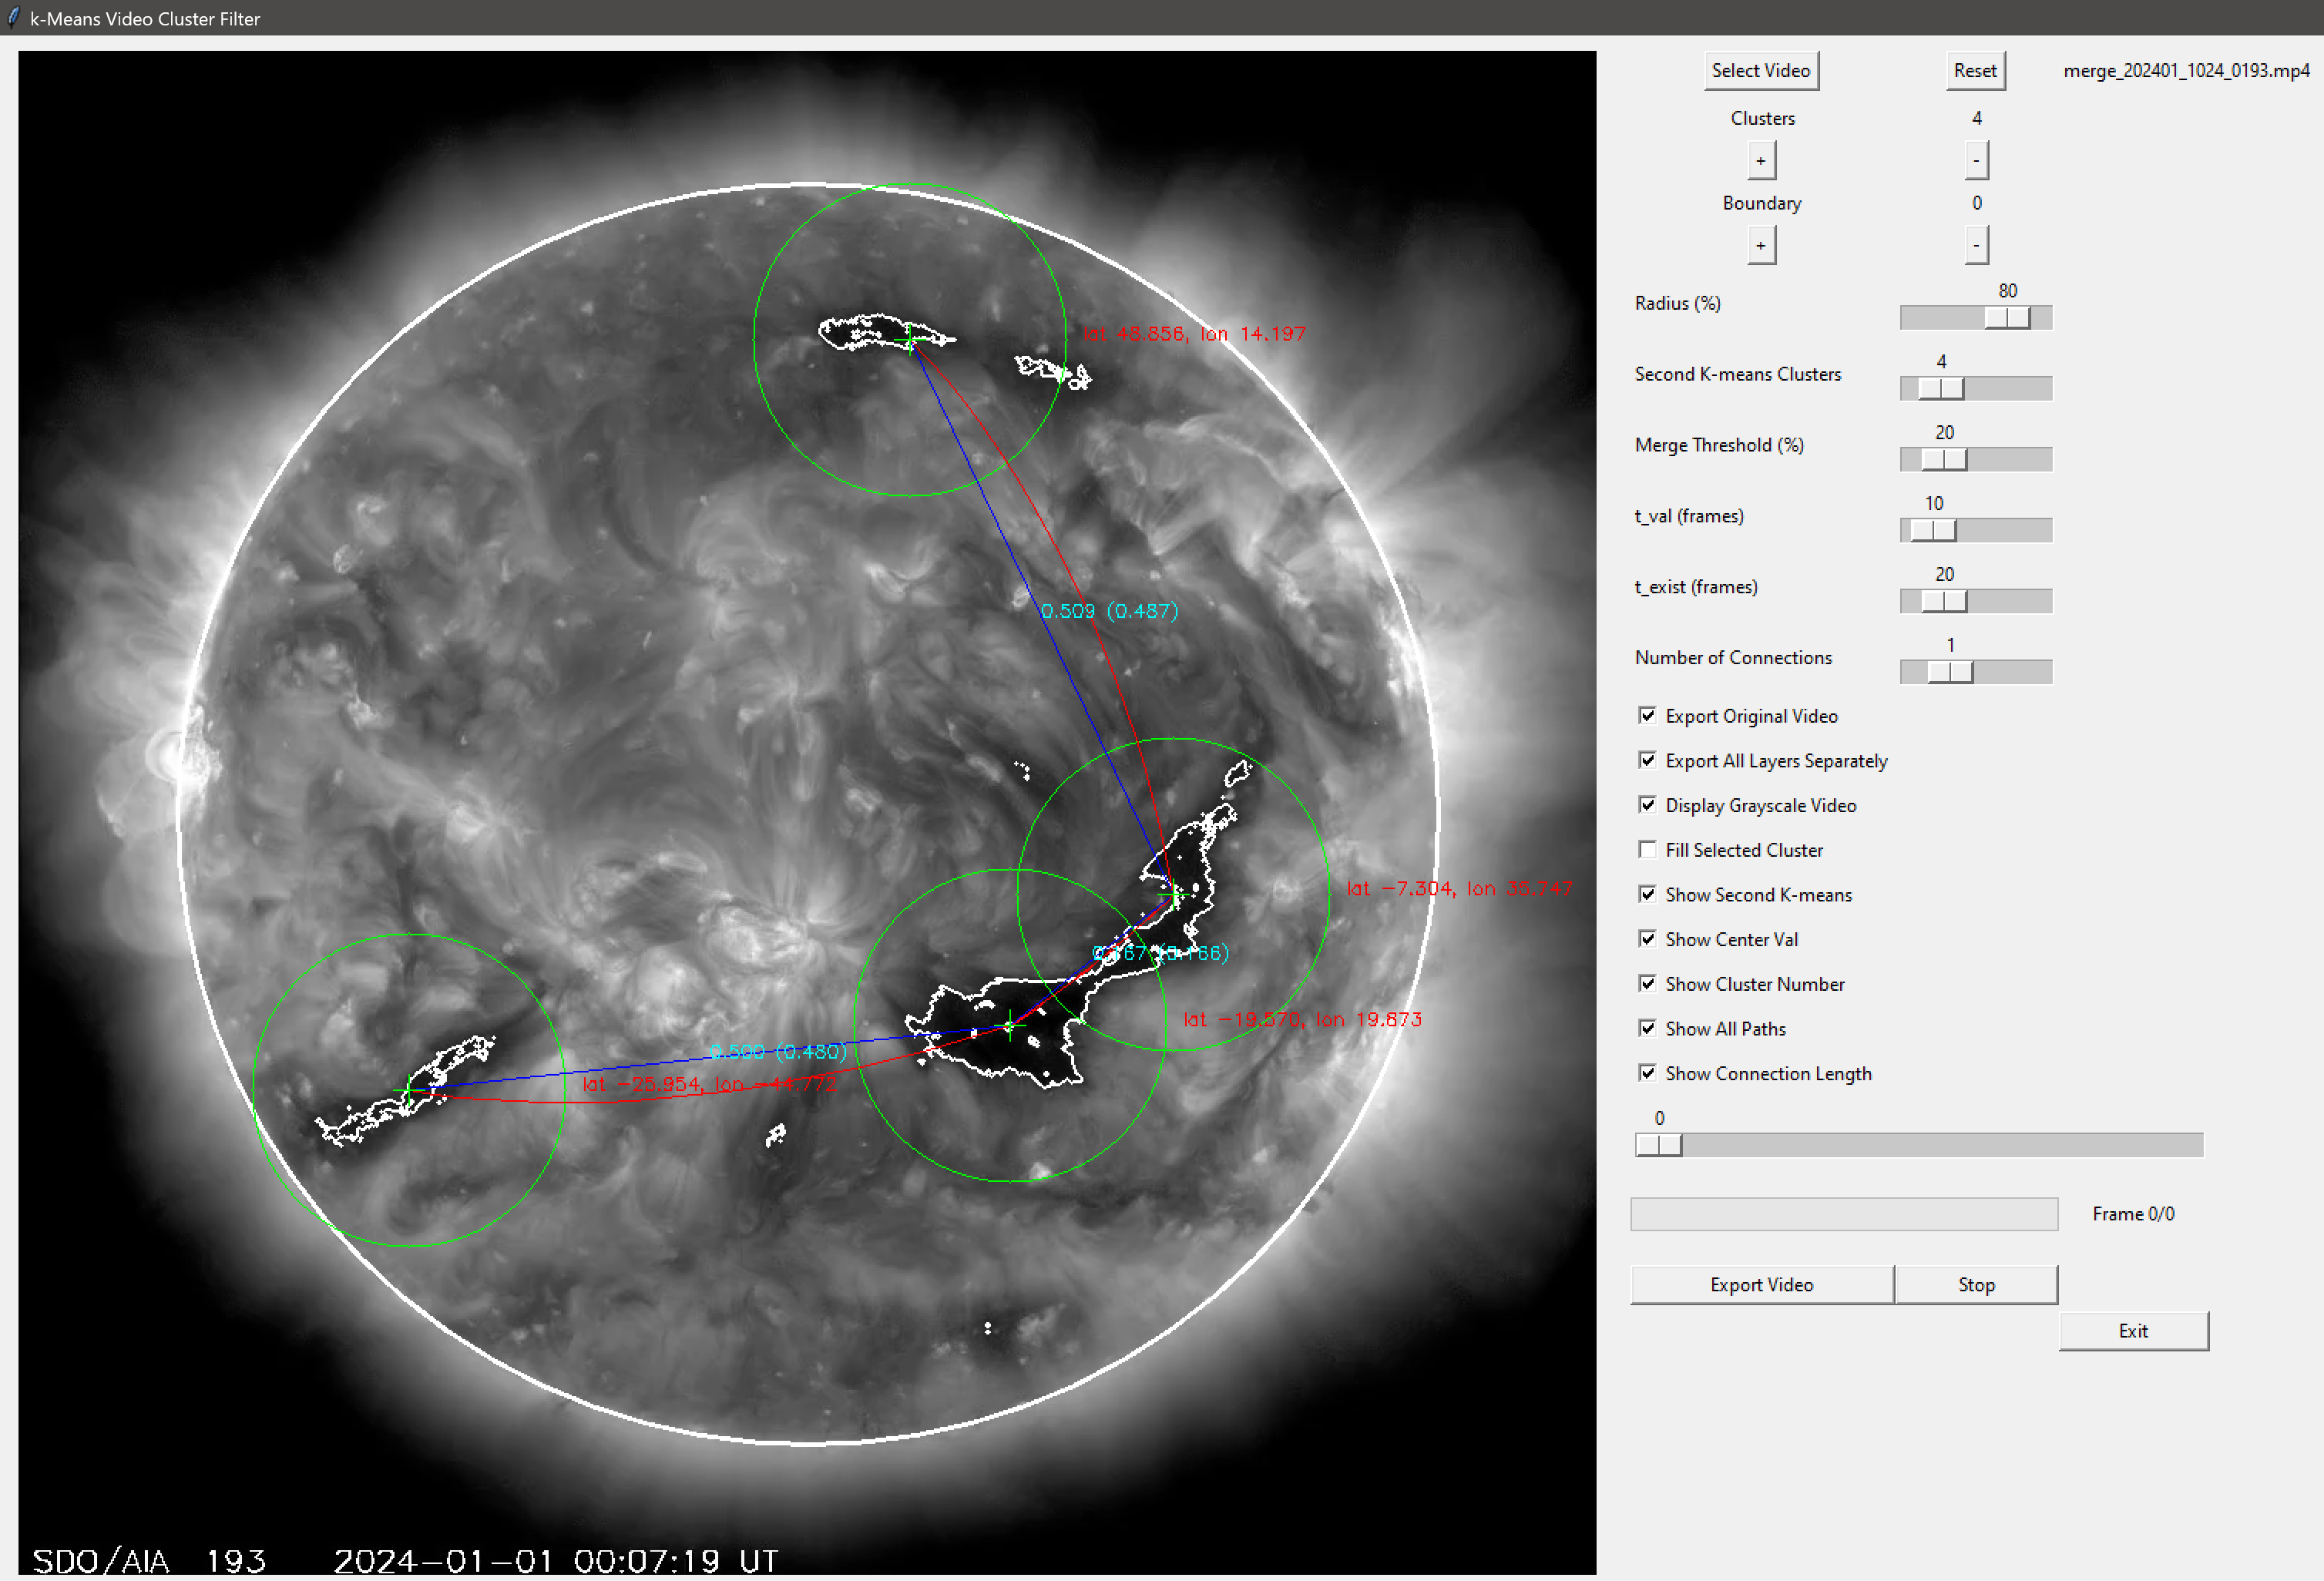 k-Means Video Cluster Filter
Select Video
Reset
merge_202401_1024_0193.mp4
Clusters
4
+
-
Boundary
0
+
-
Radius (%)
80
Second K-means Clusters
4
Merge Threshold (%)
20
t_val (frames)
10
t_exist (frames)
20
Number of Connections
1
Export Original Video
Export All Layers Separately
Display Grayscale Video
Fill Selected Cluster
Show Second K-means
Show Center Val
Show Cluster Number
Show All Paths
Show Connection Length
0
Frame 0/0
Export Video
Stop
Exit
lat 48.856, lon 14.197
0.509 (0.487)
lat -7.304, lon 36.747
0.167 (0.166)
lat -19.570, lon 19.873
0.500 (0.480)
lat -25.954, lon -44.772
SDO/AIA 193 2024-01-01 00:07:19 UT